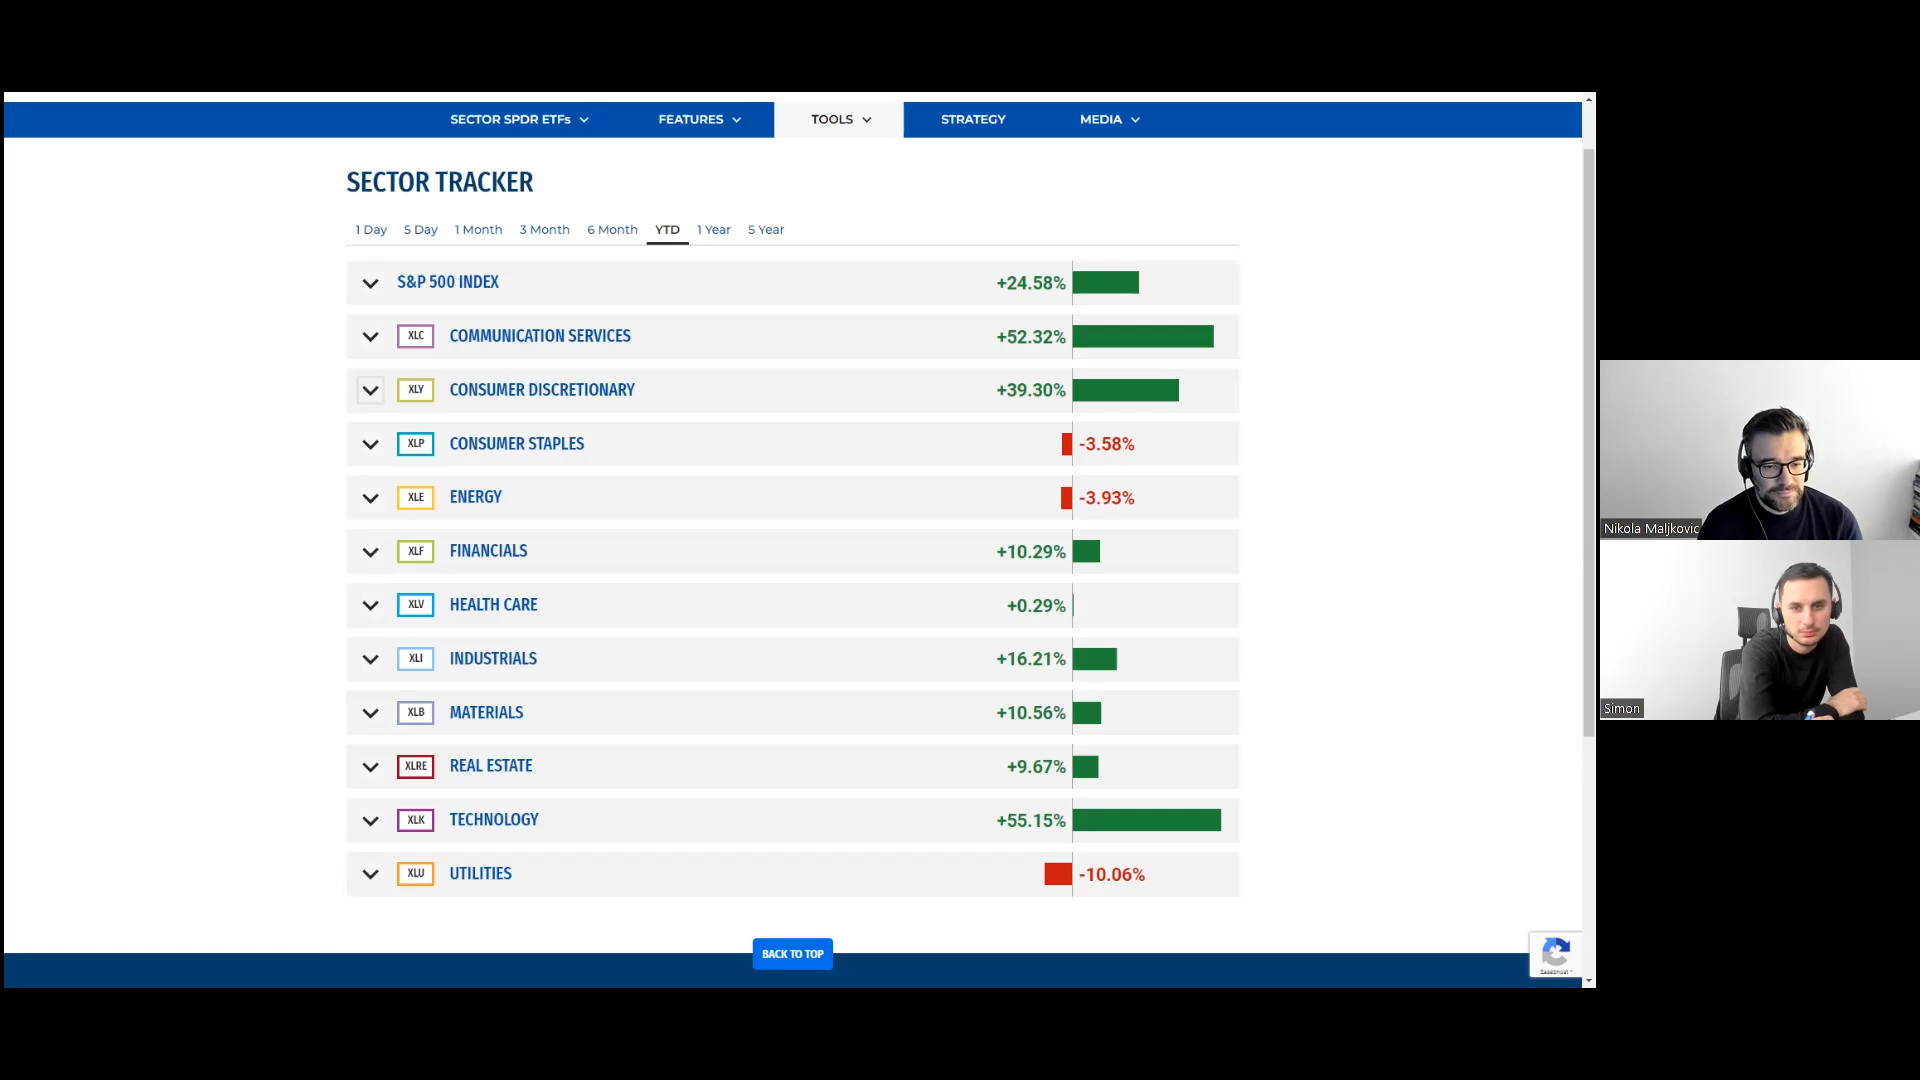 SECTOR SPDR ETFs FEATURES TOOLS STRATEGY MEDIA
SECTOR TRACKER
1 Day 5 Day 1 Month 3 Month 6 Month YTD 1 Year 5 Year
S&P 500 INDEX +24.58%
XLC COMMUNICATION SERVICES +52.32%
XLY CONSUMER DISCRETIONARY +39.30%
XLP CONSUMER STAPLES -3.58%
XLE ENERGY -3.93%
XLF FINANCIALS +10.29%
XLV HEALTH CARE +0.29%
XLI INDUSTRIALS +16.21%
XLB MATERIALS +10.56%
XLRE REAL ESTATE +9.67%
XLK TECHNOLOGY +55.15%
XLU UTILITIES -10.06%
BACK TO TOP
Nikola Maljkovic
Simon